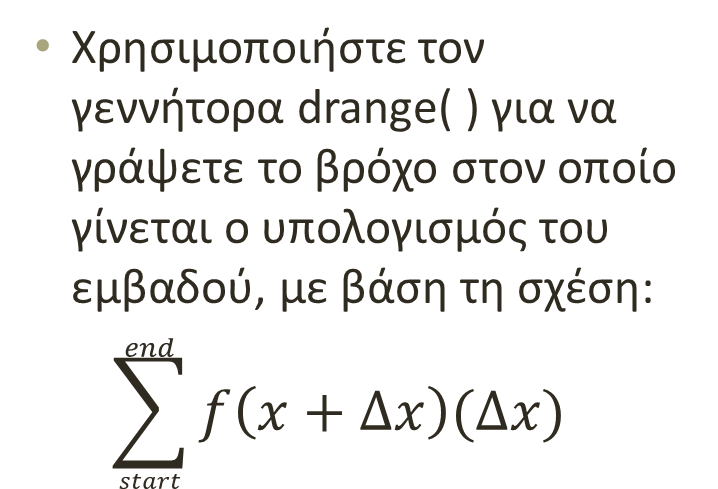 • Χρησιμοποιήστε τον
γεννήτορα drange( ) για να
γράψετε το βρόχο στον οποίο
γίνεται ο υπολογισμός του
εμβαδού, με βάση τη σχέση:
end
∑ f(x + Δx)(Δx)
start